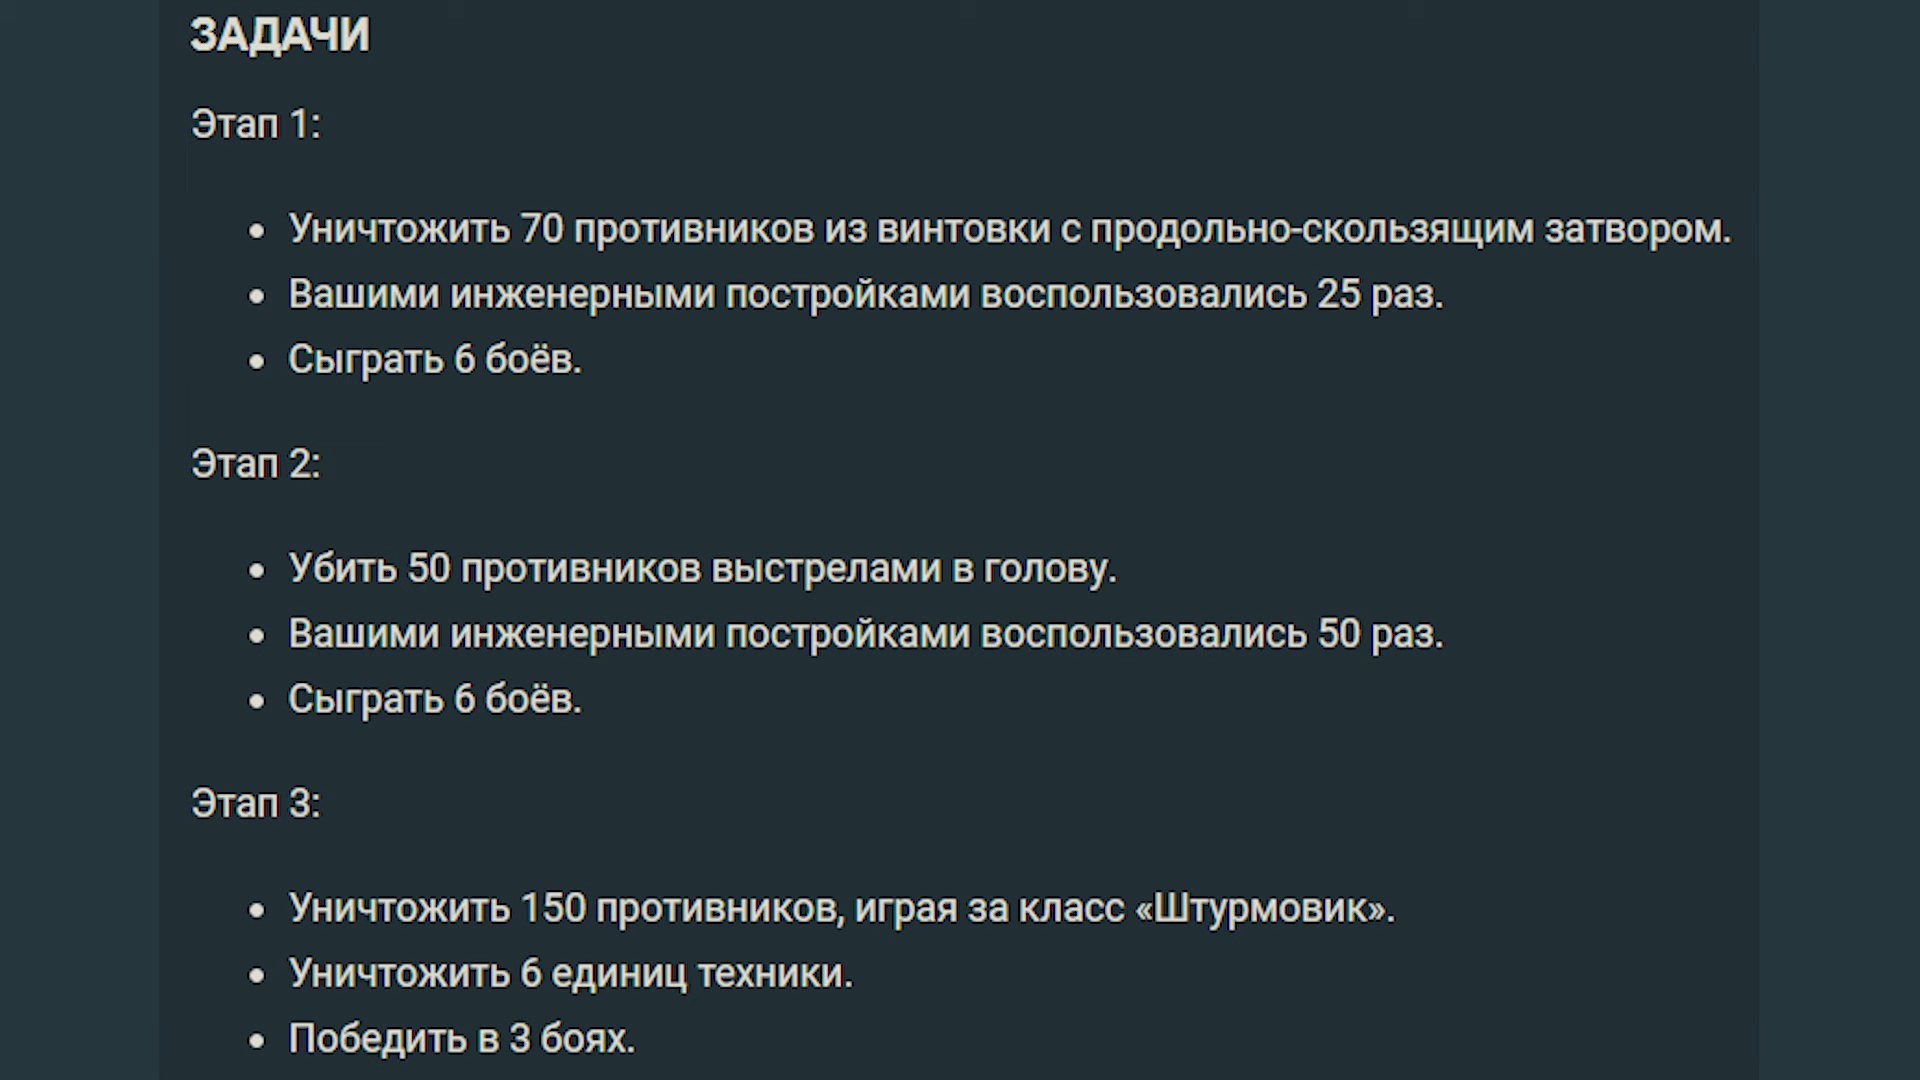 ЗАДАЧИ
Этап 1:
• Уничтожить 70 противников из винтовки с продольно-скользящим затвором.
• Вашими инженерными постройками воспользовались 25 раз.
• Сыграть 6 боёв.
Этап 2:
• Убить 50 противников выстрелами в голову.
• Вашими инженерными постройками воспользовались 50 раз.
• Сыграть 6 боёв.
Этап 3:
• Уничтожить 150 противников, играя за класс «Штурмовик».
• Уничтожить 6 единиц техники.
• Победить в 3 боях.